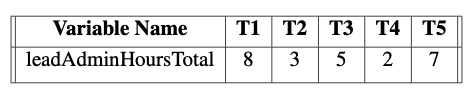 Variable Name T1 T2 T3 T4 T5
leadAdminHoursTotal 8 3 5 2 7